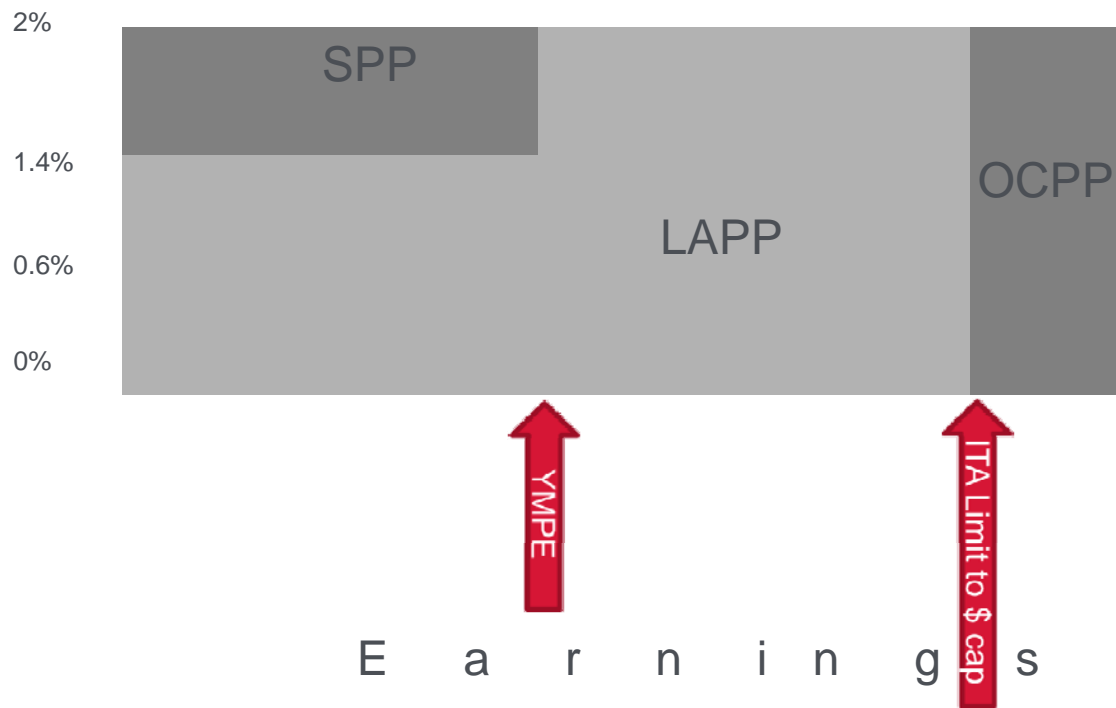 2%
SPP
1.4%
OCPP
LAPP
0.6%
0%
YMPE
ITA Limit to $ cap
E a r n i n g s